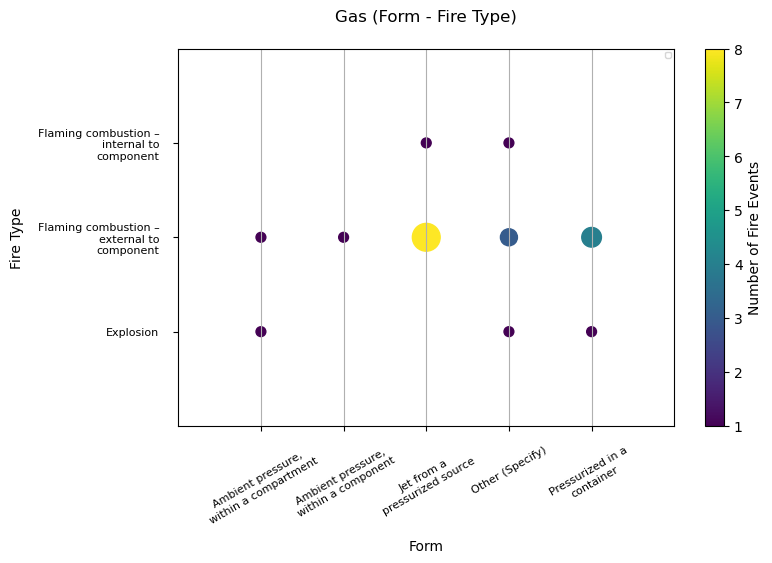 Gas (Form - Fire Type)
Fire Type
Flaming combustion –
internal to
component
Flaming combustion –
external to
component
Explosion
Ambient pressure,
within a compartment
Ambient pressure,
within a component
Jet from a
pressurized source
Other (Specify)
Pressurized in a
container
Form
8
7
6
5
4
3
2
1
Number of Fire Events